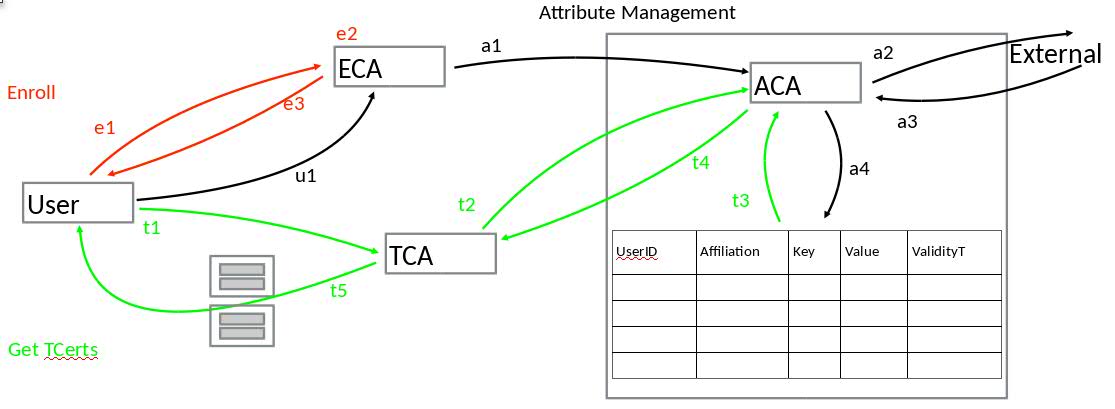 Attribute Management
e2
a1
a2
External
ECA
ACA
Enroll
e3
e1
a3
u1
a4
t4
User
t3
t2
t1
TCA
UserID Affiliation Key Value ValidityT
t5
Get TCerts